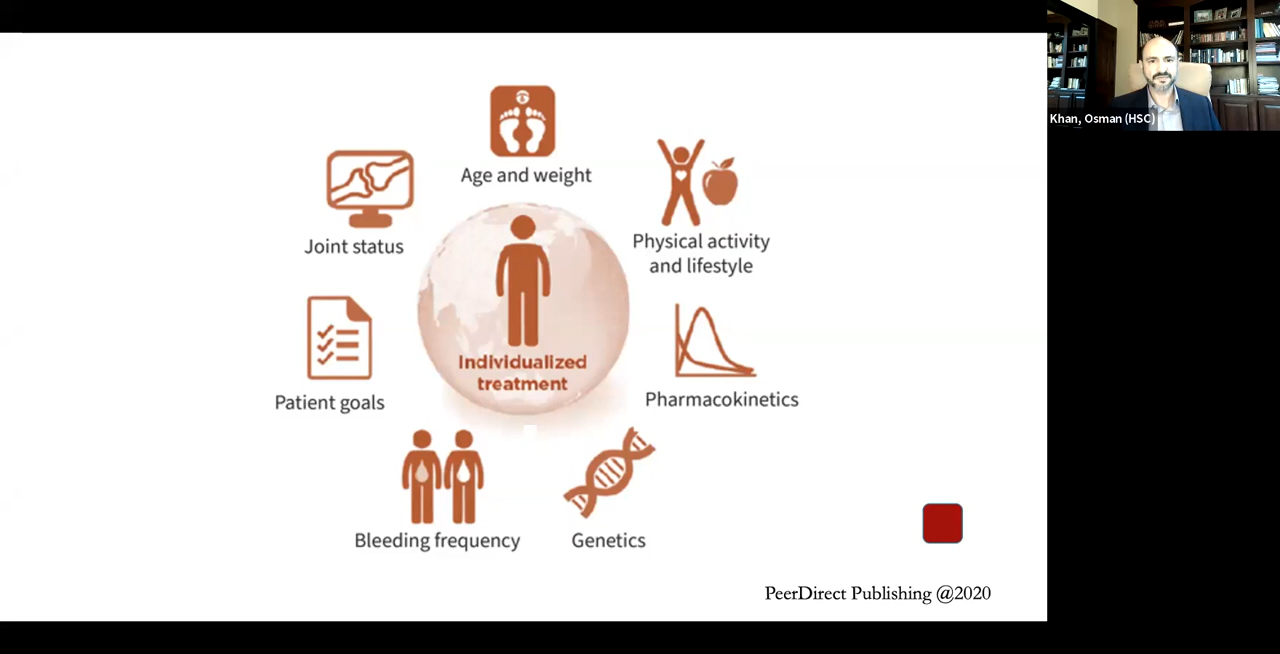 Khan, Osman (HSC)
Age and weight
Joint status
Physical activity
and lifestyle
Individualized
treatment
Patient goals
Pharmacokinetics
Bleeding frequency
Genetics
PeerDirect Publishing @2020